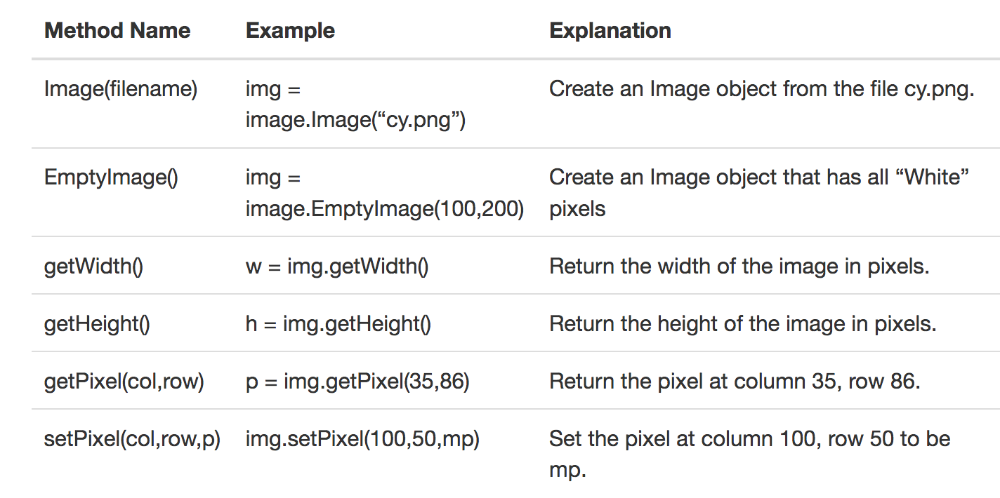 Method Name Example Explanation
Image(filename) img = Create an Image object from the file cy.png.
image.Image(“cy.png”)
EmptyImage() img = Create an Image object that has all “White”
image.EmptyImage(100,200) pixels
getWidth() w = img.getWidth() Return the width of the image in pixels.
getHeight() h = img.getHeight() Return the height of the image in pixels.
getPixel(col,row) p = img.getPixel(35,86) Return the pixel at column 35, row 86.
setPixel(col,row,p) img.setPixel(100,50,mp) Set the pixel at column 100, row 50 to be
mp.